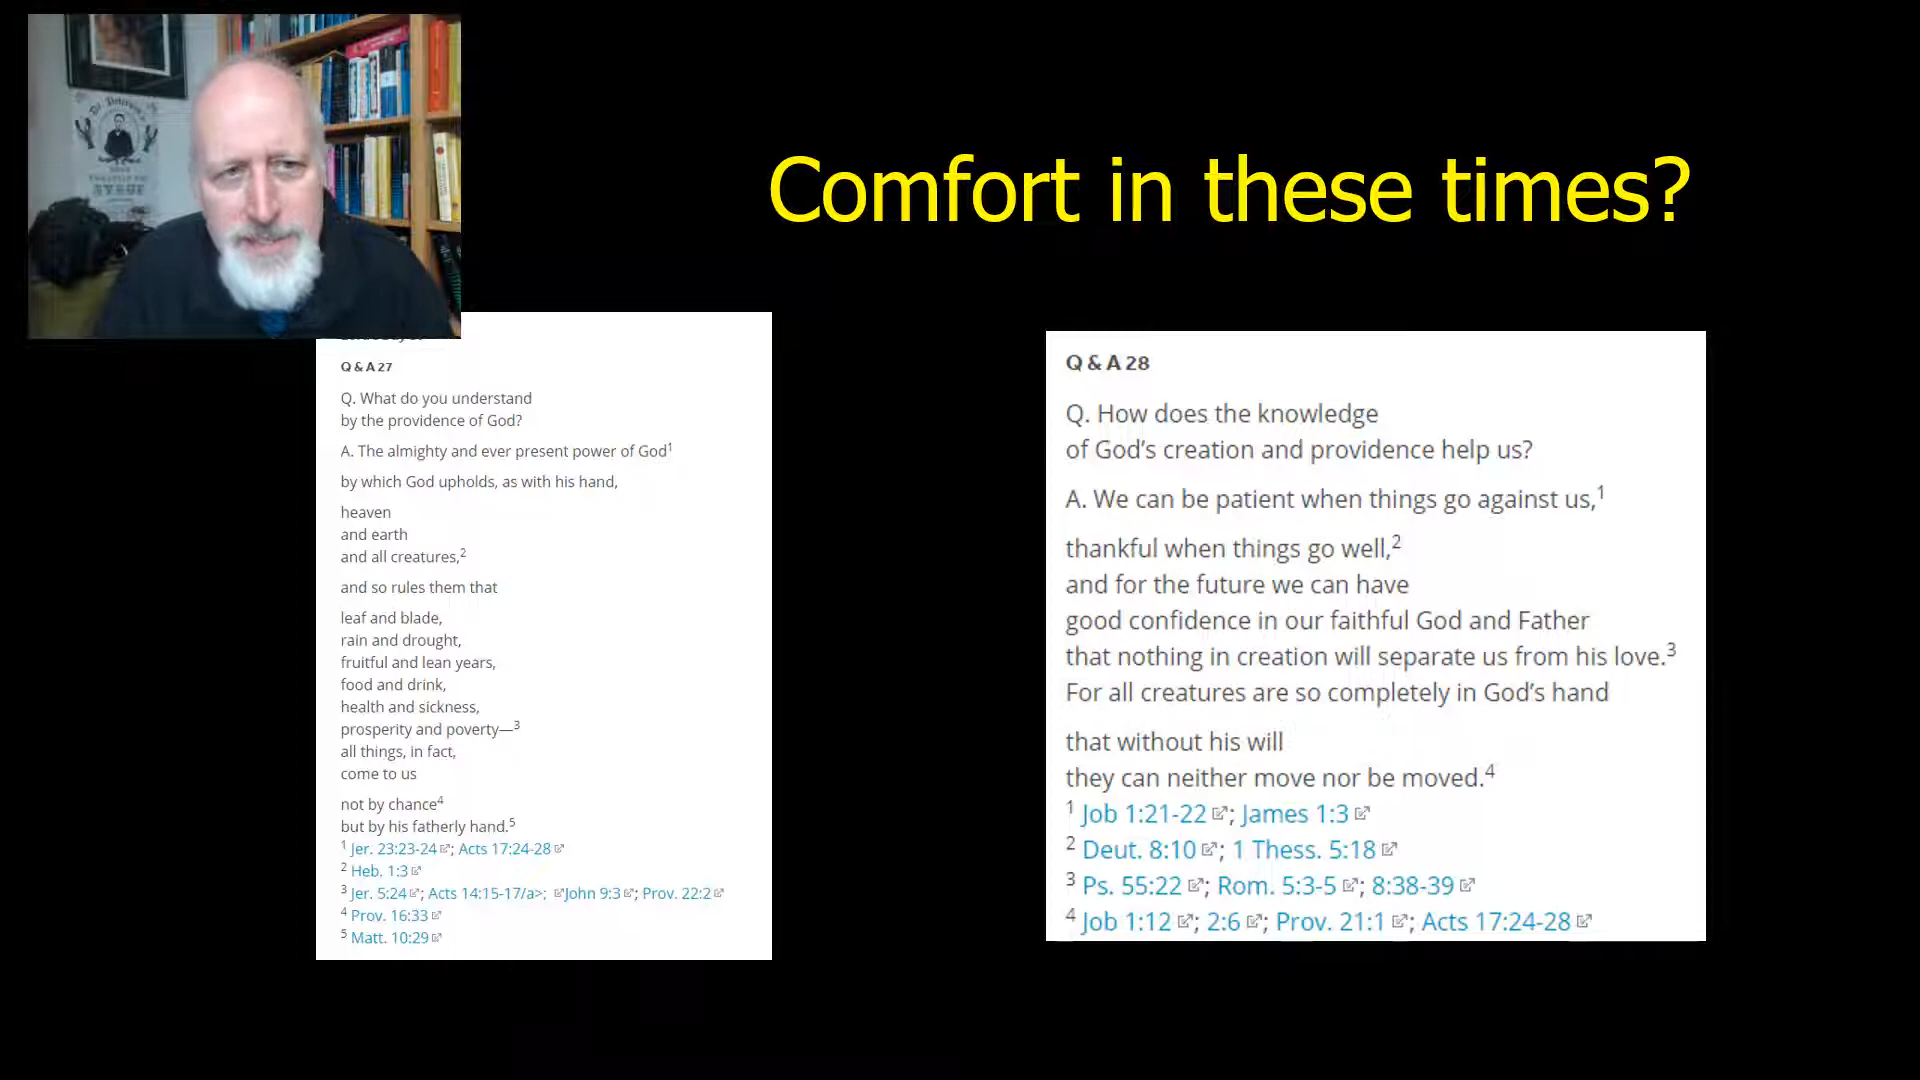 Comfort in these times?
Q & A 27
Q. What do you understand
by the providence of God?
A. The almighty and ever present power of God1
by which God upholds, as with his hand,
heaven
and earth
and all creatures,2
and so rules them that
leaf and blade,
rain and drought,
fruitful and lean years,
food and drink,
health and sickness,
prosperity and poverty—3
all things, in fact,
come to us
not by chance4
but by his fatherly hand.5
1 Jer. 23:23-24; Acts 17:24-28
2 Heb. 1:3
3 Jer. 5:24; Acts 14:15-17/a>; John 9:3; Prov. 22:2
4 Prov. 16:33
5 Matt. 10:29
Q & A 28
Q. How does the knowledge
of God's creation and providence help us?
A. We can be patient when things go against us,1
thankful when things go well,2
and for the future we can have
good confidence in our faithful God and Father
that nothing in creation will separate us from his love.3
For all creatures are so completely in God's hand
that without his will
they can neither move nor be moved.4
1 Job 1:21-22; James 1:3
2 Deut. 8:10; 1 Thess. 5:18
3 Ps. 55:22; Rom. 5:3-5; 8:38-39
4 Job 1:12; 2:6; Prov. 21:1; Acts 17:24-28